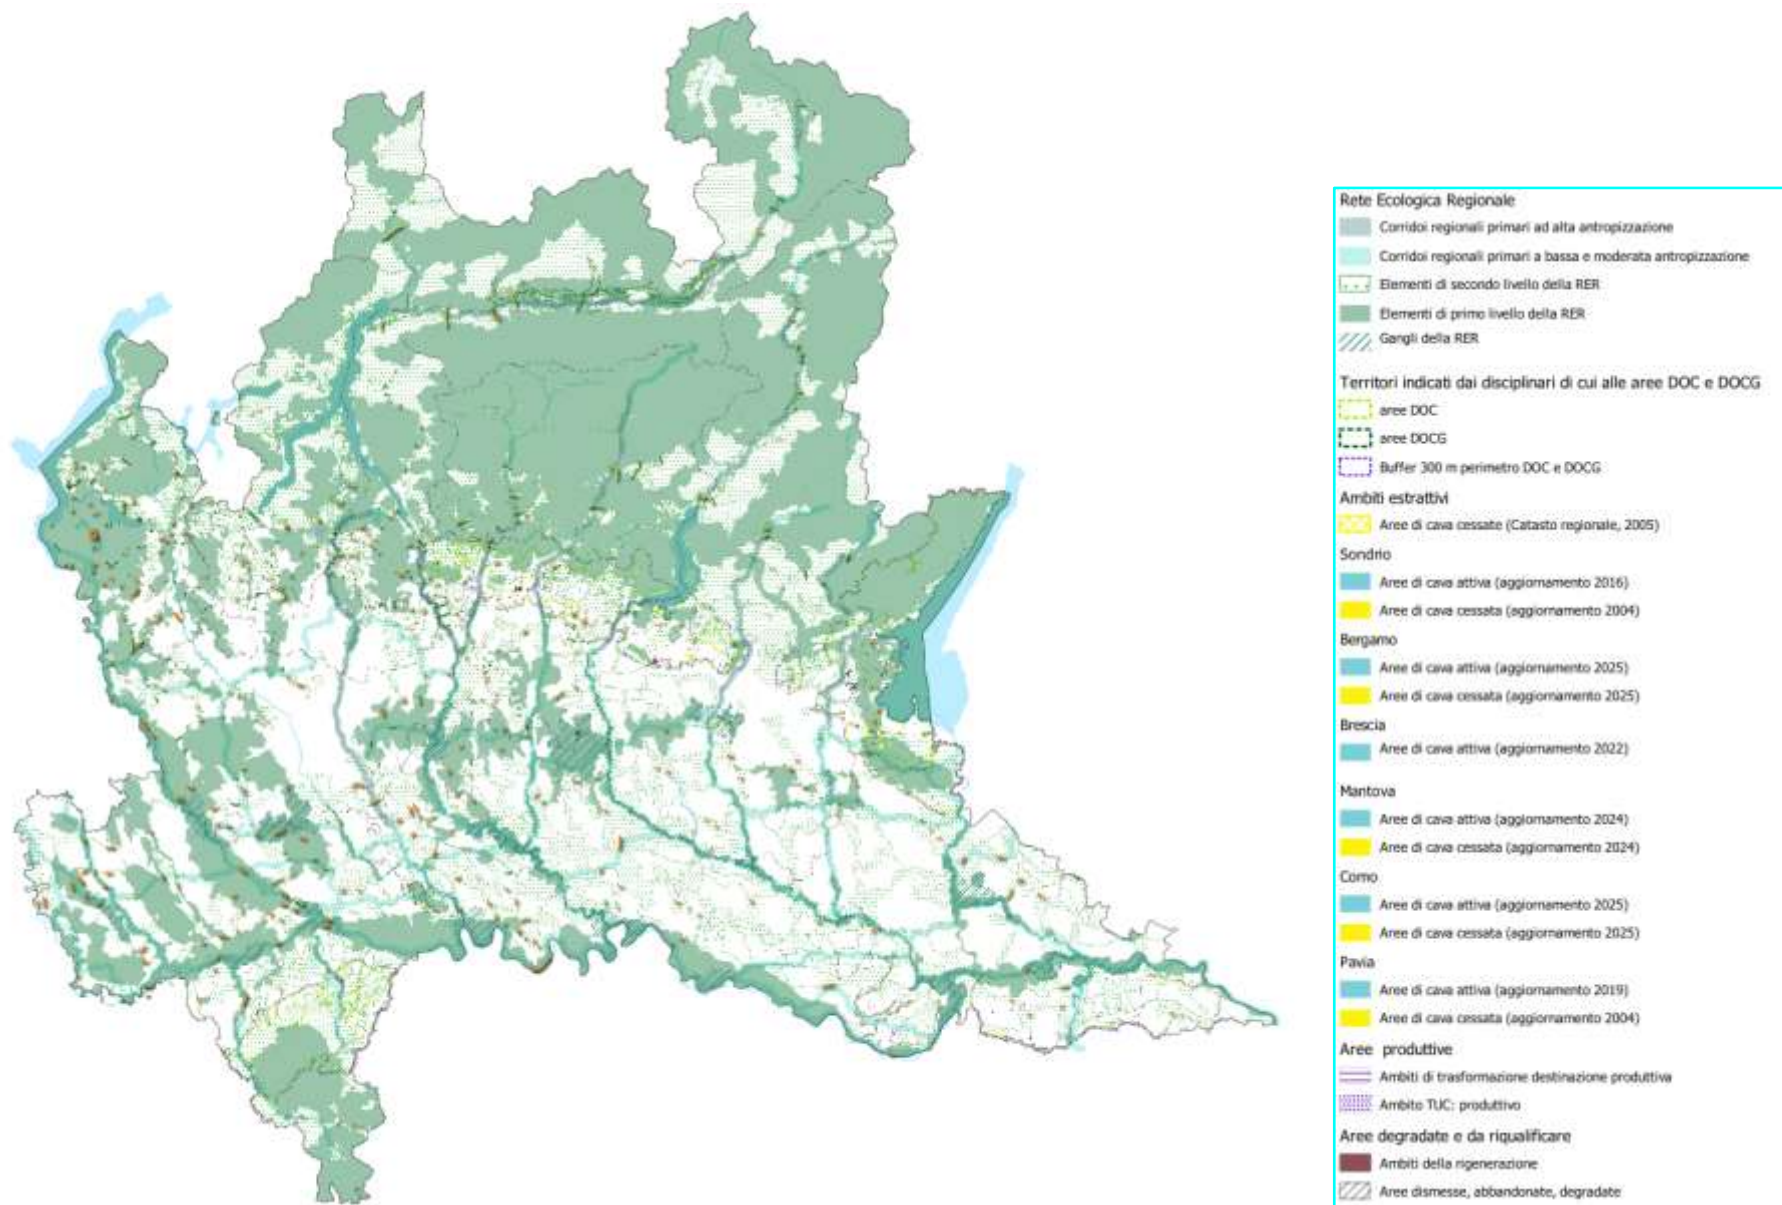 Rete Ecologica Regionale
Corridoi regionali primari ad alta antropizzazione
Corridoi regionali primari a bassa e moderata antropizzazione
Elementi di secondo livello della RER
Elementi di primo livello della RER
Gangli della RER
Territori indicati dai disciplinari di cui alle aree DOC e DOCG
aree DOC
aree DOCG
Buffer 300 m perimetro DOC e DOCG
Ambiti estrattivi
Aree di cava cessate (Catasto regionale, 2005)
Sondrio
Aree di cava attiva (aggiornamento 2016)
Aree di cava cessata (aggiornamento 2004)
Bergamo
Aree di cava attiva (aggiornamento 2025)
Aree di cava cessata (aggiornamento 2025)
Brescia
Aree di cava attiva (aggiornamento 2022)
Mantova
Aree di cava attiva (aggiornamento 2024)
Aree di cava cessata (aggiornamento 2024)
Como
Aree di cava attiva (aggiornamento 2025)
Aree di cava cessata (aggiornamento 2025)
Pavia
Aree di cava attiva (aggiornamento 2019)
Aree di cava cessata (aggiornamento 2004)
Aree produttive
Ambiti di trasformazione destinazione produttiva
Ambito TUC: produttivo
Aree degradate e da riqualificare
Ambiti della rigenerazione
Aree dismesse, abbandonate, degradate